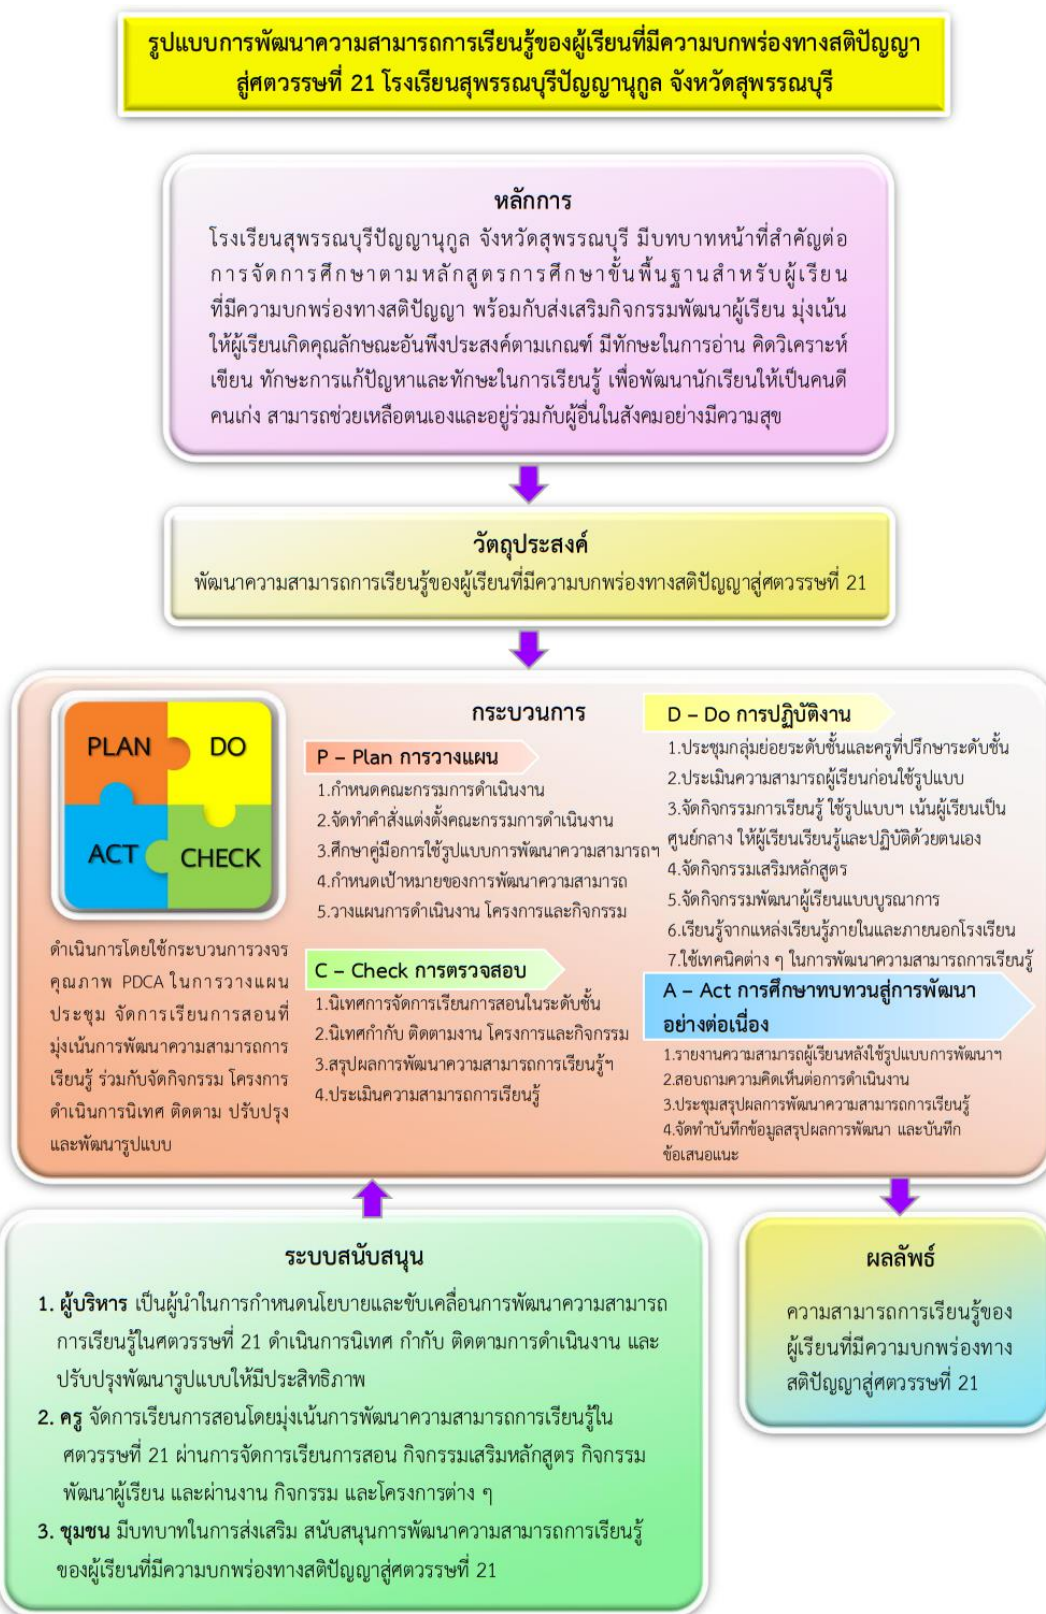 รูปแบบการพัฒนาความสามารถการเรียนรู้ของผู้เรียนที่มีความบกพร่องทางสติปัญญา
สู่ศตวรรษที่ 21 โรงเรียนสุพรรณบุรีปัญญานุกูล จังหวัดสุพรรณบุรี
หลักการ
โรงเรียนสุพรรณบุรีปัญญานุกูล จังหวัดสุพรรณบุรี มีบทบาทหน้าที่สำคัญต่อ
การจัดการศึกษาตามหลักสูตรการศึกษาขั้นพื้นฐานสำหรับผู้เรียน
ที่มีความบกพร่องทางสติปัญญา พร้อมกับส่งเสริมกิจกรรมพัฒนาผู้เรียน มุ่งเน้น
ให้ผู้เรียนเกิดคุณลักษณะอันพึงประสงค์ตามเกณฑ์ มีทักษะในการอ่าน คิดวิเคราะห์
เขียน ทักษะการแก้ปัญหาและทักษะในการเรียนรู้ เพื่อพัฒนานักเรียนให้เป็นคนดี
คนเก่ง สามารถช่วยเหลือตนเองและอยู่ร่วมกับผู้อื่นในสังคมอย่างมีความสุข
วัตถุประสงค์
พัฒนาความสามารถการเรียนรู้ของผู้เรียนที่มีความบกพร่องทางสติปัญญาสู่ศตวรรษที่ 21
กระบวนการ
PLAN DO
ACT CHECK
ดำเนินการโดยใช้กระบวนการวงจร
คุณภาพ PDCA ในการวางแผน
ประชุม จัดการเรียนการสอนที่
มุ่งเน้นการพัฒนาความสามารถการ
เรียนรู้ ร่วมกับจัดกิจกรรม โครงการ
ดำเนินการนิเทศ ติดตาม ปรับปรุง
และพัฒนารูปแบบ
P – Plan การวางแผน
1.กำหนดคณะกรรมการดำเนินงาน
2.จัดทำคำสั่งแต่งตั้งคณะกรรมการดำเนินงาน
3.ศึกษาคู่มือการใช้รูปแบบการพัฒนาความสามารถฯ
4.กำหนดเป้าหมายของการพัฒนาความสามารถ
5.วางแผนการดำเนินงาน โครงการและกิจกรรม
C – Check การตรวจสอบ
1.นิเทศการจัดการเรียนการสอนในระดับชั้น
2.นิเทศกำกับ ติดตามงาน โครงการและกิจกรรม
3.สรุปผลการพัฒนาความสามารถการเรียนรู้ฯ
4.ประเมินความสามารถการเรียนรู้
D – Do การปฏิบัติงาน
1.ประชุมกลุ่มย่อยระดับชั้นและครูที่ปรึกษาระดับชั้น
2.ประเมินความสามารถผู้เรียนก่อนใช้รูปแบบ
3.จัดกิจกรรมการเรียนรู้ ใช้รูปแบบฯ เน้นผู้เรียนเป็น
ศูนย์กลาง ให้ผู้เรียนเรียนรู้และปฏิบัติด้วยตนเอง
4.จัดกิจกรรมเสริมหลักสูตร
5.จัดกิจกรรมพัฒนาผู้เรียนแบบบูรณาการ
6.เรียนรู้จากแหล่งเรียนรู้ภายในและภายนอกโรงเรียน
7.ใช้เทคนิคต่าง ๆ ในการพัฒนาความสามารถการเรียนรู้
A – Act การศึกษาทบทวนสู่การพัฒนา
อย่างต่อเนื่อง
1.รายงานความสามารถผู้เรียนหลังใช้รูปแบบการพัฒนาฯ
2.สอบถามความคิดเห็นต่อการดำเนินงาน
3.ประชุมสรุปผลการพัฒนาความสามารถการเรียนรู้
4.จัดทำบันทึกข้อมูลสรุปผลการพัฒนา และบันทึก
ข้อเสนอแนะ
ระบบสนับสนุน
1. ผู้บริหาร เป็นผู้นำในการกำหนดนโยบายและขับเคลื่อนการพัฒนาความสามารถ
การเรียนรู้ในศตวรรษที่ 21 ดำเนินการนิเทศ กำกับ ติดตามการดำเนินงาน และ
ปรับปรุงพัฒนารูปแบบให้มีประสิทธิภาพ
2. ครู จัดการเรียนการสอนโดยมุ่งเน้นการพัฒนาความสามารถการเรียนรู้ใน
ศตวรรษที่ 21 ผ่านการจัดการเรียนการสอน กิจกรรมเสริมหลักสูตร กิจกรรม
พัฒนาผู้เรียน และผ่านงาน กิจกรรม และโครงการต่าง ๆ
3. ชุมชน มีบทบาทในการส่งเสริม สนับสนุนการพัฒนาความสามารถการเรียนรู้
ของผู้เรียนที่มีความบกพร่องทางสติปัญญาสู่ศตวรรษที่ 21
ผลลัพธ์
ความสามารถการเรียนรู้ของ
ผู้เรียนที่มีความบกพร่องทาง
สติปัญญาสู่ศตวรรษที่ 21